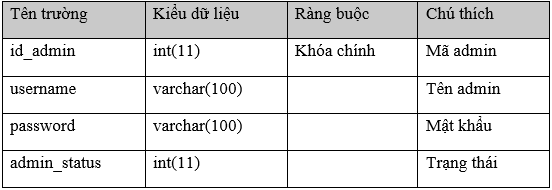 Tên trường Kiểu dữ liệu Ràng buộc Chú thích
id_admin int(11) Khóa chính Mã admin
username varchar(100) Tên admin
password varchar(100) Mật khẩu
admin_status int(11) Trạng thái